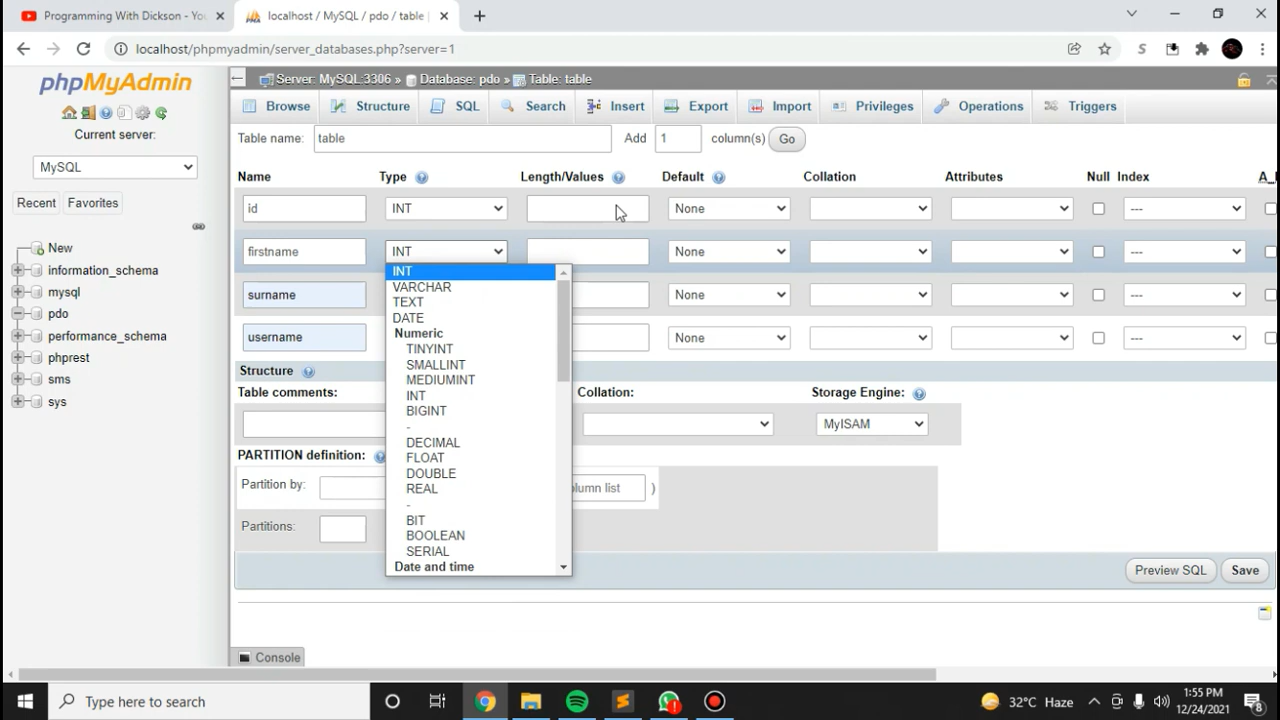 Programming With Dickson - You
localhost / MySQL / pdo / table |
localhost/phpmyadmin/server_databases.php?server=1
phpMyAdmin
Current server:
MySQL
Recent
Favorites
New
information_schema
mysql
pdo
performance_schema
phprest
sms
sys
Server: MySQL:3306 » Database: pdo » Table: table
Browse
Structure
SQL
Search
Insert
Export
Import
Privileges
Operations
Triggers
Table name: table Add 1 column(s) Go
Name Type Length/Values Default Collation Attributes Null Index A_I
id INT None ---
firstname INT None ---
surname None ---
username None ---
INT
VARCHAR
TEXT
DATE
Numeric
TINYINT
SMALLINT
MEDIUMINT
INT
BIGINT
-
DECIMAL
FLOAT
DOUBLE
REAL
-
BIT
BOOLEAN
SERIAL
Date and time
Structure
Table comments: Collation: Storage Engine:
MyISAM
PARTITION definition:
Partition by: olumn list )
Partitions:
Preview SQL Save
Console
Type here to search
32°C Haze
1:55 PM
12/24/2021
8